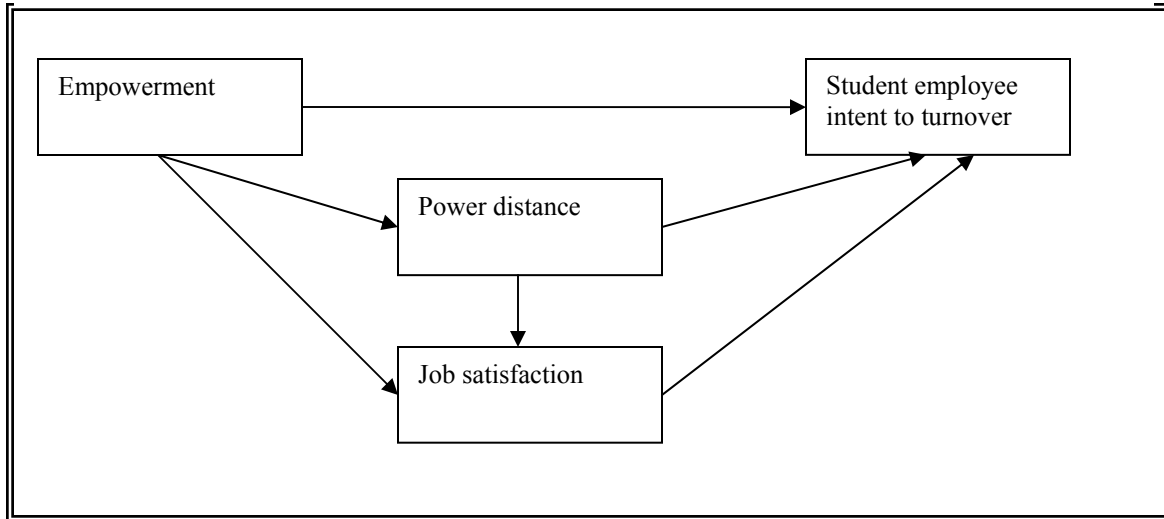 Empowerment
Student employee
intent to turnover
Power distance
Job satisfaction